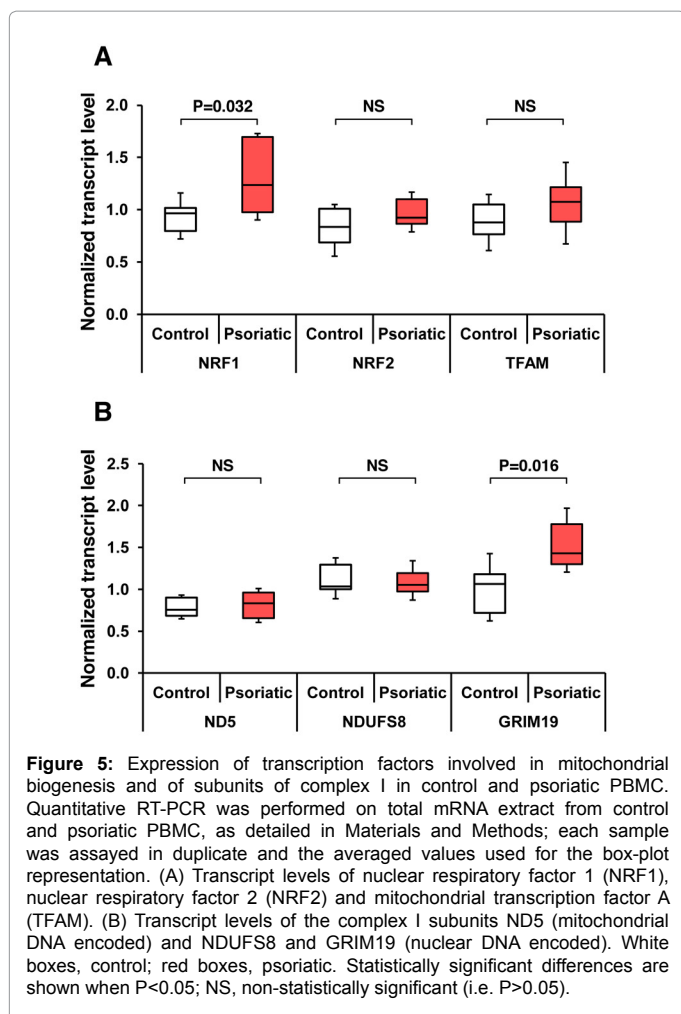 A
Normalized transcript level
2.0
1.5
1.0
0.5
0.0
P=0.032
NS
NS
Control Psoriatic Control Psoriatic Control Psoriatic
NRF1 NRF2 TFAM
B
Normalized transcript level
2.5
2.0
1.5
1.0
0.5
0.0
NS
NS
P=0.016
Control Psoriatic Control Psoriatic Control Psoriatic
ND5 NDUFS8 GRIM19
Figure 5: Expression of transcription factors involved in mitochondrial
biogenesis and of subunits of complex I in control and psoriatic PBMC.
Quantitative RT-PCR was performed on total mRNA extract from control
and psoriatic PBMC, as detailed in Materials and Methods; each sample
was assayed in duplicate and the averaged values used for the box-plot
representation. (A) Transcript levels of nuclear respiratory factor 1 (NRF1),
nuclear respiratory factor 2 (NRF2) and mitochondrial transcription factor A
(TFAM). (B) Transcript levels of the complex I subunits ND5 (mitochondrial
DNA encoded) and NDUFS8 and GRIM19 (nuclear DNA encoded). White
boxes, control; red boxes, psoriatic. Statistically significant differences are
shown when P<0.05; NS, non-statistically significant (i.e. P>0.05).